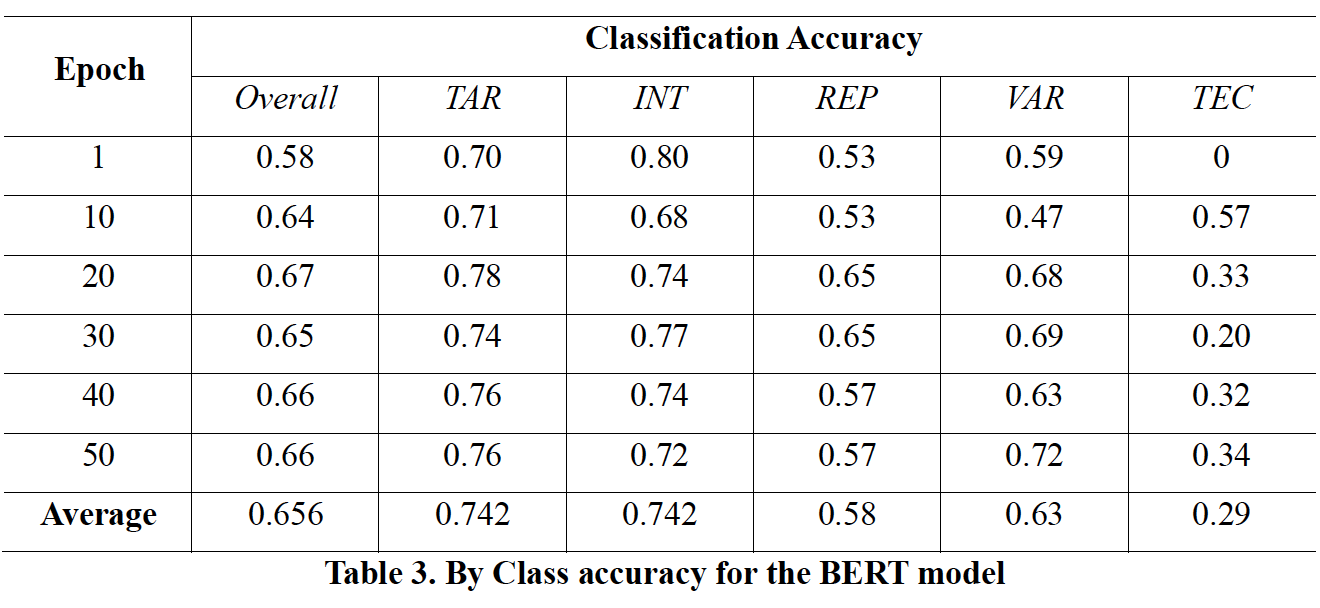 Epoch Classification Accuracy
Overall TAR INT REP VAR TEC
1 0.58 0.70 0.80 0.53 0.59 0
10 0.64 0.71 0.68 0.53 0.47 0.57
20 0.67 0.78 0.74 0.65 0.68 0.33
30 0.65 0.74 0.77 0.65 0.69 0.20
40 0.66 0.76 0.74 0.57 0.63 0.32
50 0.66 0.76 0.72 0.57 0.72 0.34
Average 0.656 0.742 0.742 0.58 0.63 0.29
Table 3. By Class accuracy for the BERT model